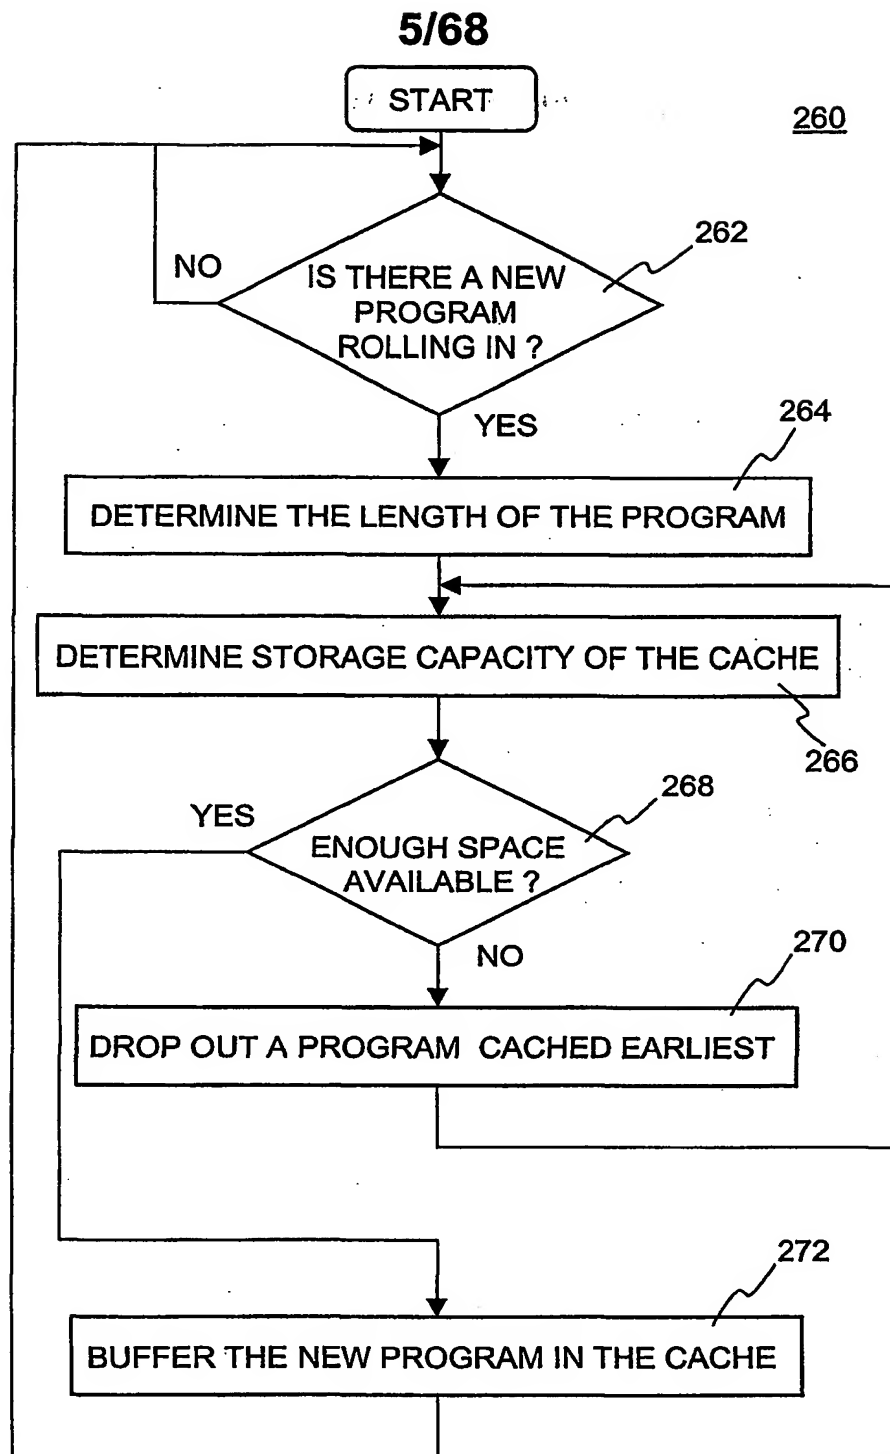 5/68
START
260
262
NO
IS THERE A NEW
PROGRAM
ROLLING IN ?
YES
264
DETERMINE THE LENGTH OF THE PROGRAM
DETERMINE STORAGE CAPACITY OF THE CACHE
266
268
YES
ENOUGH SPACE
AVAILABLE ?
NO
270
DROP OUT A PROGRAM CACHED EARLIEST
272
BUFFER THE NEW PROGRAM IN THE CACHE